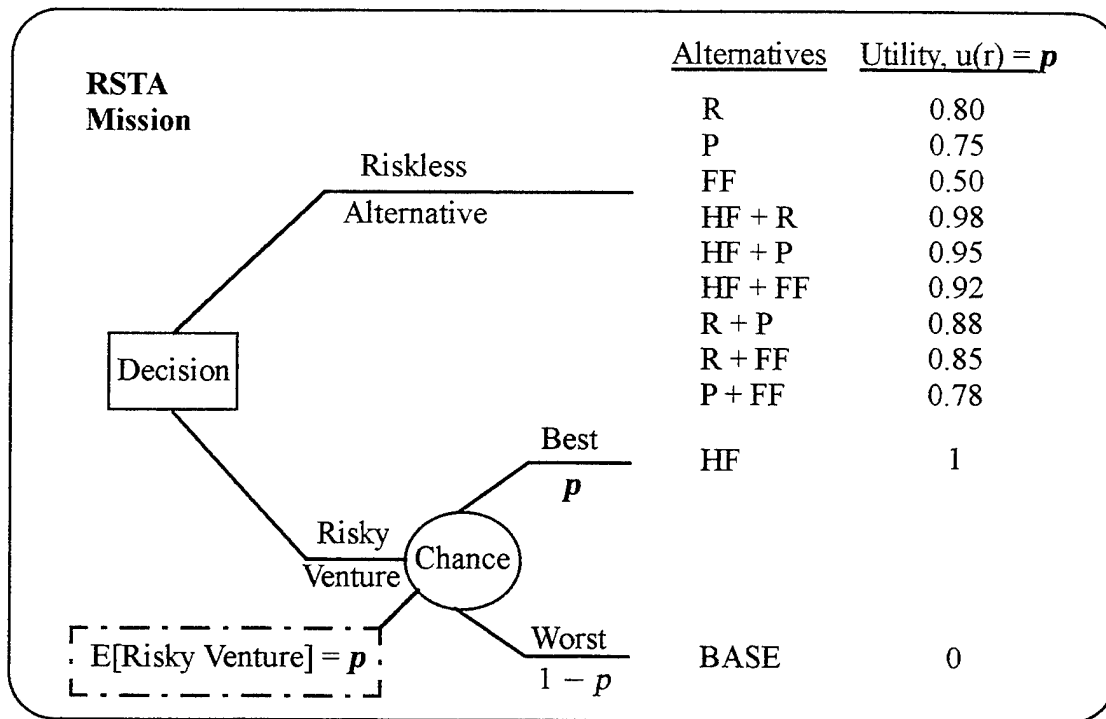 Alternatives Utility, u(r) = p
RSTA
Mission
R 0.80
P 0.75
Riskless
FF 0.50
Alternative
HF + R 0.98
HF + P 0.95
HF + FF 0.92
R + P 0.88
Decision
R + FF 0.85
P + FF 0.78
Best
HF 1
p
Risky
Chance
Venture
E[Risky Venture] = p
Worst
BASE 0
1 − p